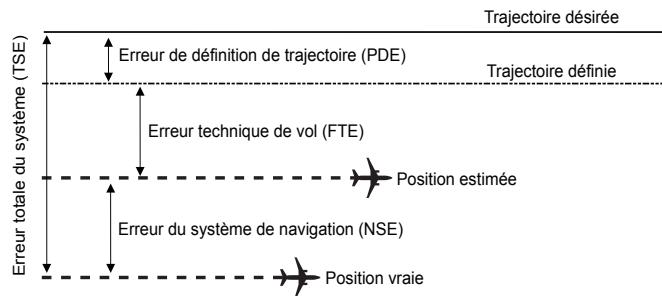 Trajectoire désirée
Erreur de définition de trajectoire (PDE)
Trajectoire définie
Erreur technique de vol (FTE)
Position estimée
Erreur du système de navigation (NSE)
Position vraie
Erreur totale du système (TSE)